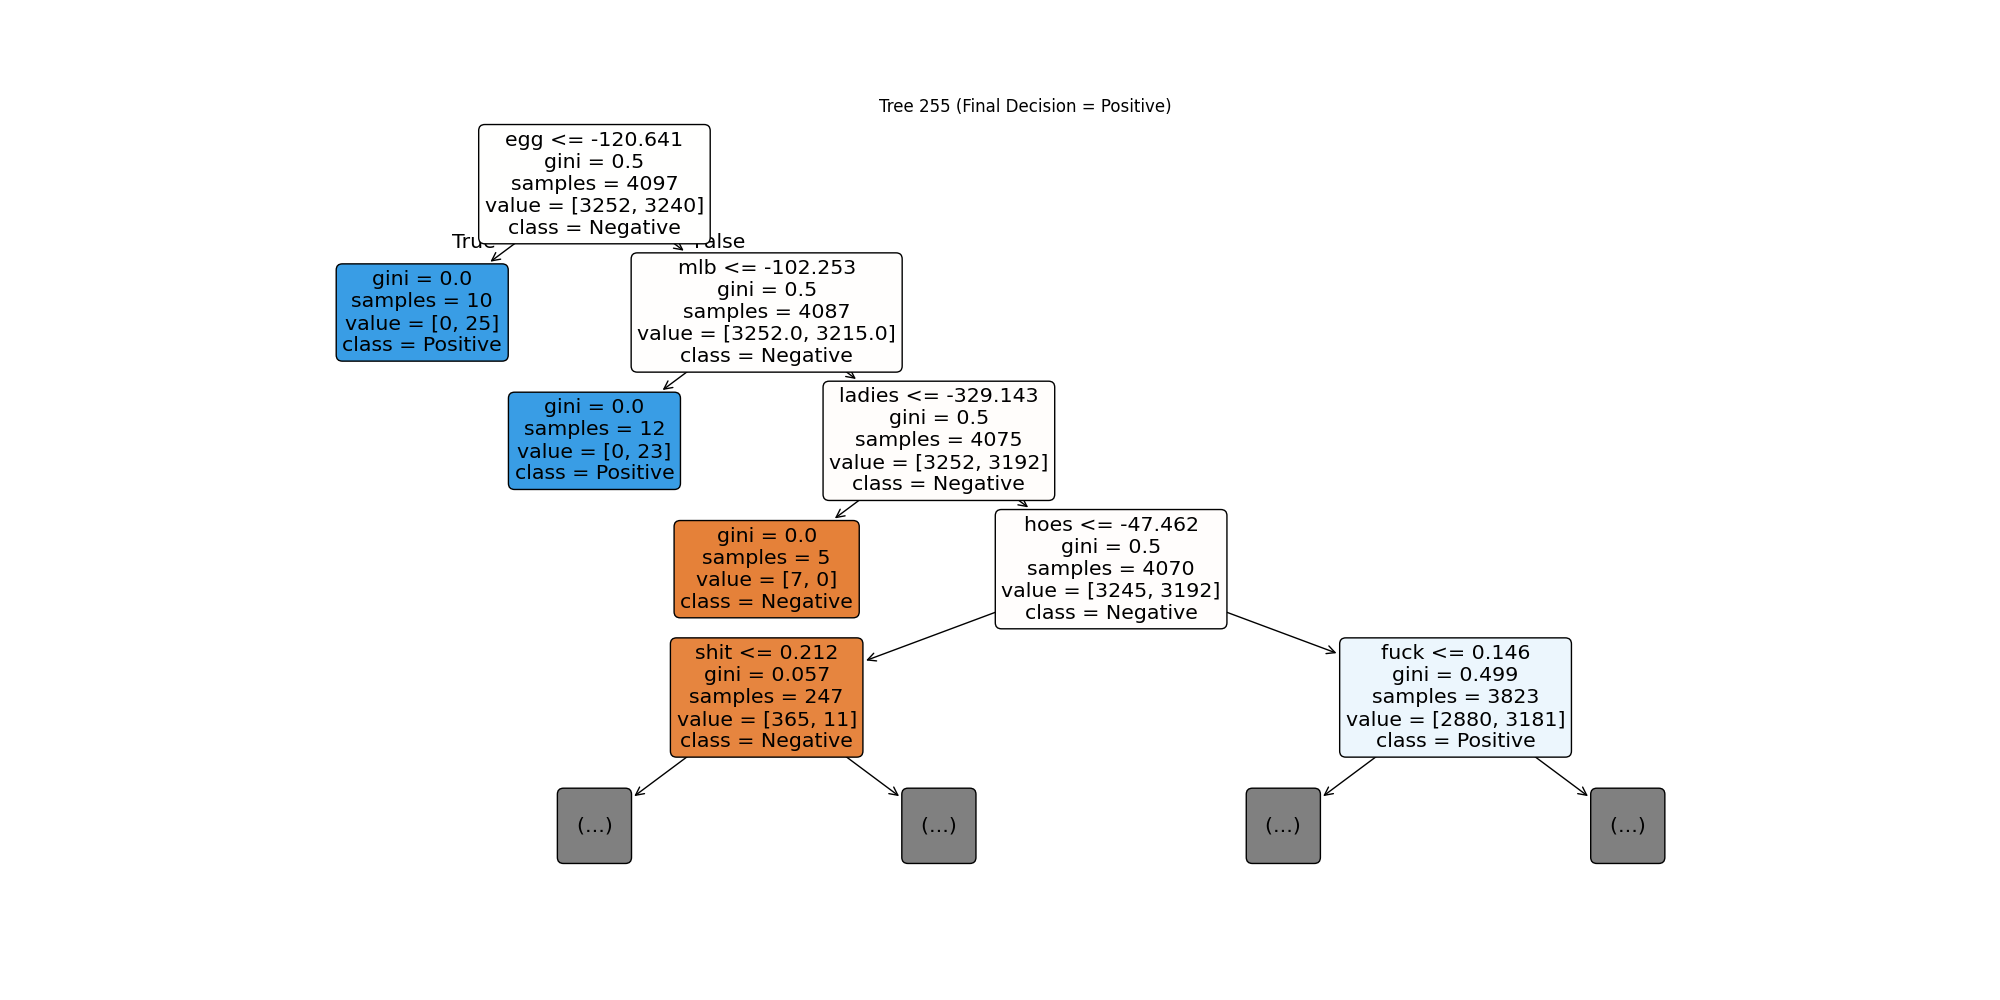 Tree 255 (Final Decision = Positive)
egg <= -120.641
gini = 0.5
samples = 4097
value = [3252, 3240]
class = Negative
True
False
gini = 0.0
samples = 10
value = [0, 25]
class = Positive
mlb <= -102.253
gini = 0.5
samples = 4087
value = [3252.0, 3215.0]
class = Negative
gini = 0.0
samples = 12
value = [0, 23]
class = Positive
ladies <= -329.143
gini = 0.5
samples = 4075
value = [3252, 3192]
class = Negative
gini = 0.0
samples = 5
value = [7, 0]
class = Negative
hoes <= -47.462
gini = 0.5
samples = 4070
value = [3245, 3192]
class = Negative
shit <= 0.212
gini = 0.057
samples = 247
value = [365, 11]
class = Negative
fuck <= 0.146
gini = 0.499
samples = 3823
value = [2880, 3181]
class = Positive
(...)
(...)
(...)
(...)